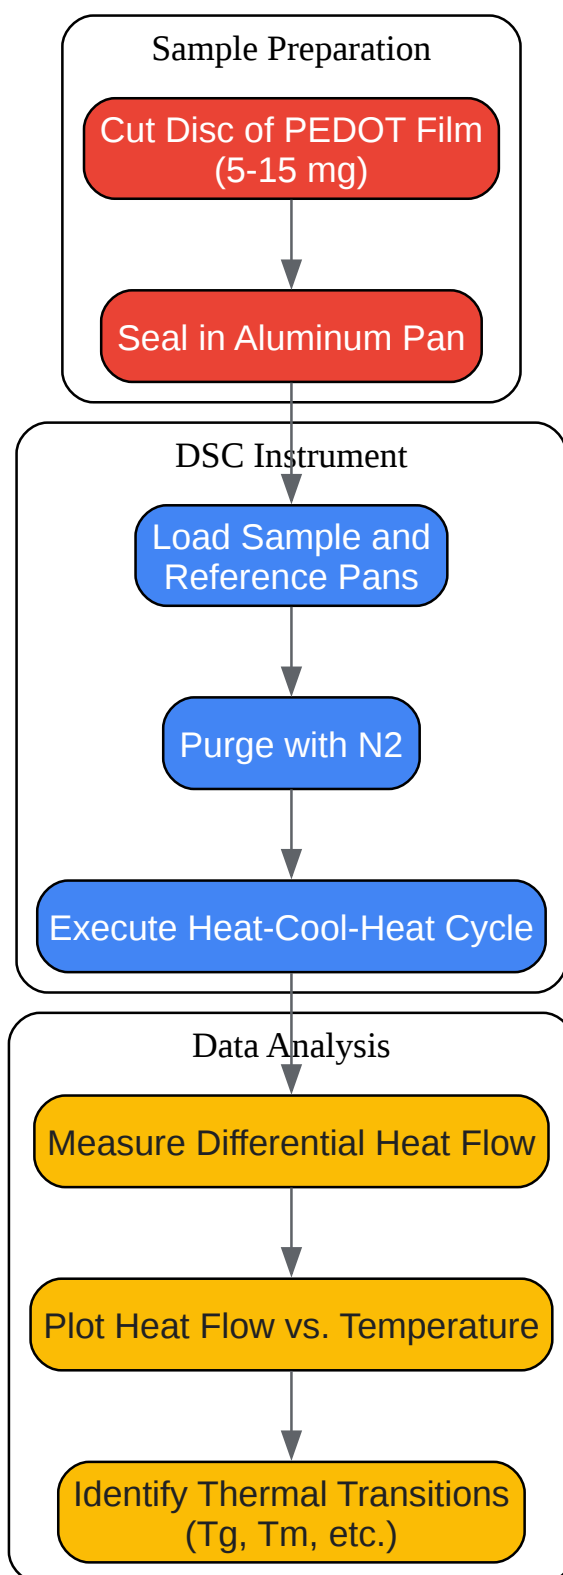 Sample Preparation
Cut Disc of PEDOT Film
(5-15 mg)
Seal in Aluminum Pan
DSC Instrument
Load Sample and
Reference Pans
Purge with N2
Execute Heat-Cool-Heat Cycle
Data Analysis
Measure Differential Heat Flow
Plot Heat Flow vs. Temperature
Identify Thermal Transitions
(Tg, Tm, etc.)